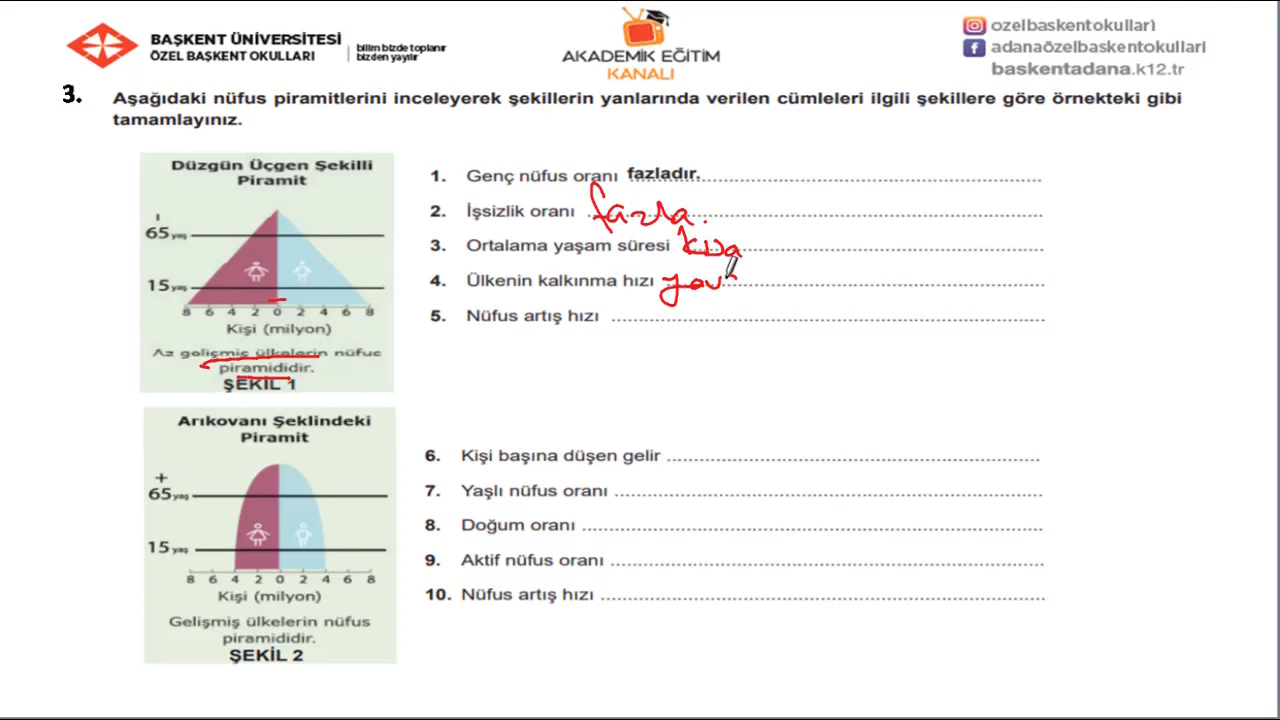 BAŞKENT ÜNİVERSİTESİ
ÖZEL BAŞKENT OKULLARI
bilim bizde toplanır
bizden yayılır
AKADEMİK EĞİTİM
KANALI
ozelbaskentokullari
adanaözelbaskentokullari
baskentadana.k12.tr
3. Aşağıdaki nüfus piramitlerini inceleyerek şekillerin yanlarında verilen cümleleri ilgili şekillere göre örnekteki gibi
tamamlayınız.
Düzgün Üçgen Şekilli
Piramit
65 yaş
15 yaş
8 6 4 2 0 2 4 6 8
Kişi (milyon)
Az gelişmiş ülkelerin nüfus
piramididir.
ŞEKİL 1
1. Genç nüfus oranı fazladır.
2. İşsizlik oranı fazla.
3. Ortalama yaşam süresi kısa
4. Ülkenin kalkınma hızı yav
5. Nüfus artış hızı
Arıkovanı Şeklindeki
Piramit
+
65 yaş
15 yaş
8 6 4 2 0 2 4 6 8
Kişi (milyon)
Gelişmiş ülkelerin nüfus
piramididir.
ŞEKİL 2
6. Kişi başına düşen gelir
7. Yaşlı nüfus oranı
8. Doğum oranı
9. Aktif nüfus oranı
10. Nüfus artış hızı